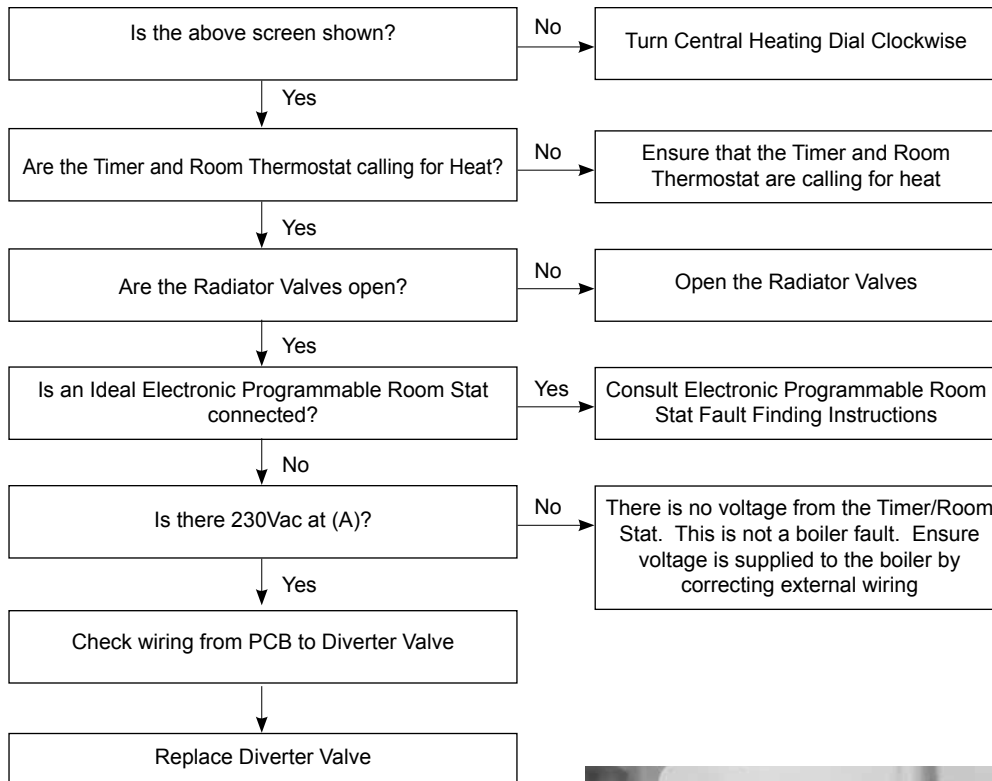 Is the above screen shown?
No
Turn Central Heating Dial Clockwise
Yes
Are the Timer and Room Thermostat calling for Heat?
No
Ensure that the Timer and Room
Thermostat are calling for heat
Yes
Are the Radiator Valves open?
No
Open the Radiator Valves
Yes
Is an Ideal Electronic Programmable Room Stat
connected?
Yes
Consult Electronic Programmable Room
Stat Fault Finding Instructions
No
Is there 230Vac at (A)?
No
There is no voltage from the Timer/Room
Stat. This is not a boiler fault. Ensure
voltage is supplied to the boiler by
correcting external wiring
Yes
Check wiring from PCB to Diverter Valve
Replace Diverter Valve